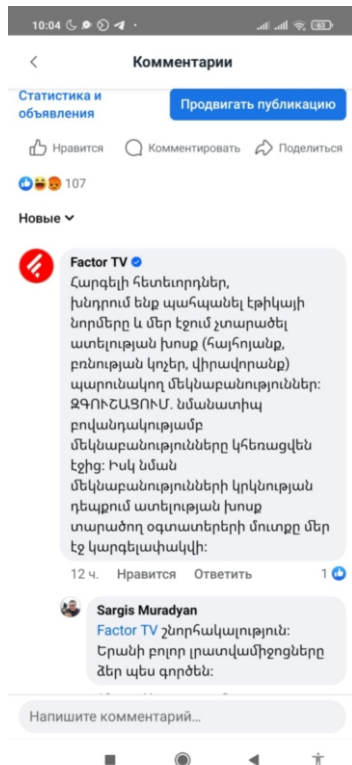 10:04
63
Комментарии
Статистика и
объявления
Продвигать публикацию
Нравится
Комментировать
Поделиться
107
Новые
Factor TV
Հարգելի հետեւորդներ,
խնդրում ենք պահպանել էթիկայի
նորմերը և մեր էջում չտարածել
ատելության խոսք (հայհոյանք,
բռնության կոչեր, վիրավորանք)
պարունակող մեկնաբանություններ:
ԶԳՈՒՇԱՑՈՒՄ. նմանատիպ
բովանդակությամբ
մեկնաբանությունները կհեռացվեն
էջից: Իսկ նման
մեկնաբանությունների կրկնության
դեպքում ատելության խոսք
տարածող օգտատերերի մուտքը մեր
էջ կարգելափակվի:
12 ч. Нравится Ответить 1
Sargis Muradyan
Factor TV շնորհակալություն:
Երանի բոլոր լրատվամիջոցները
ձեր պես գործեն:
Напишите комментарий...